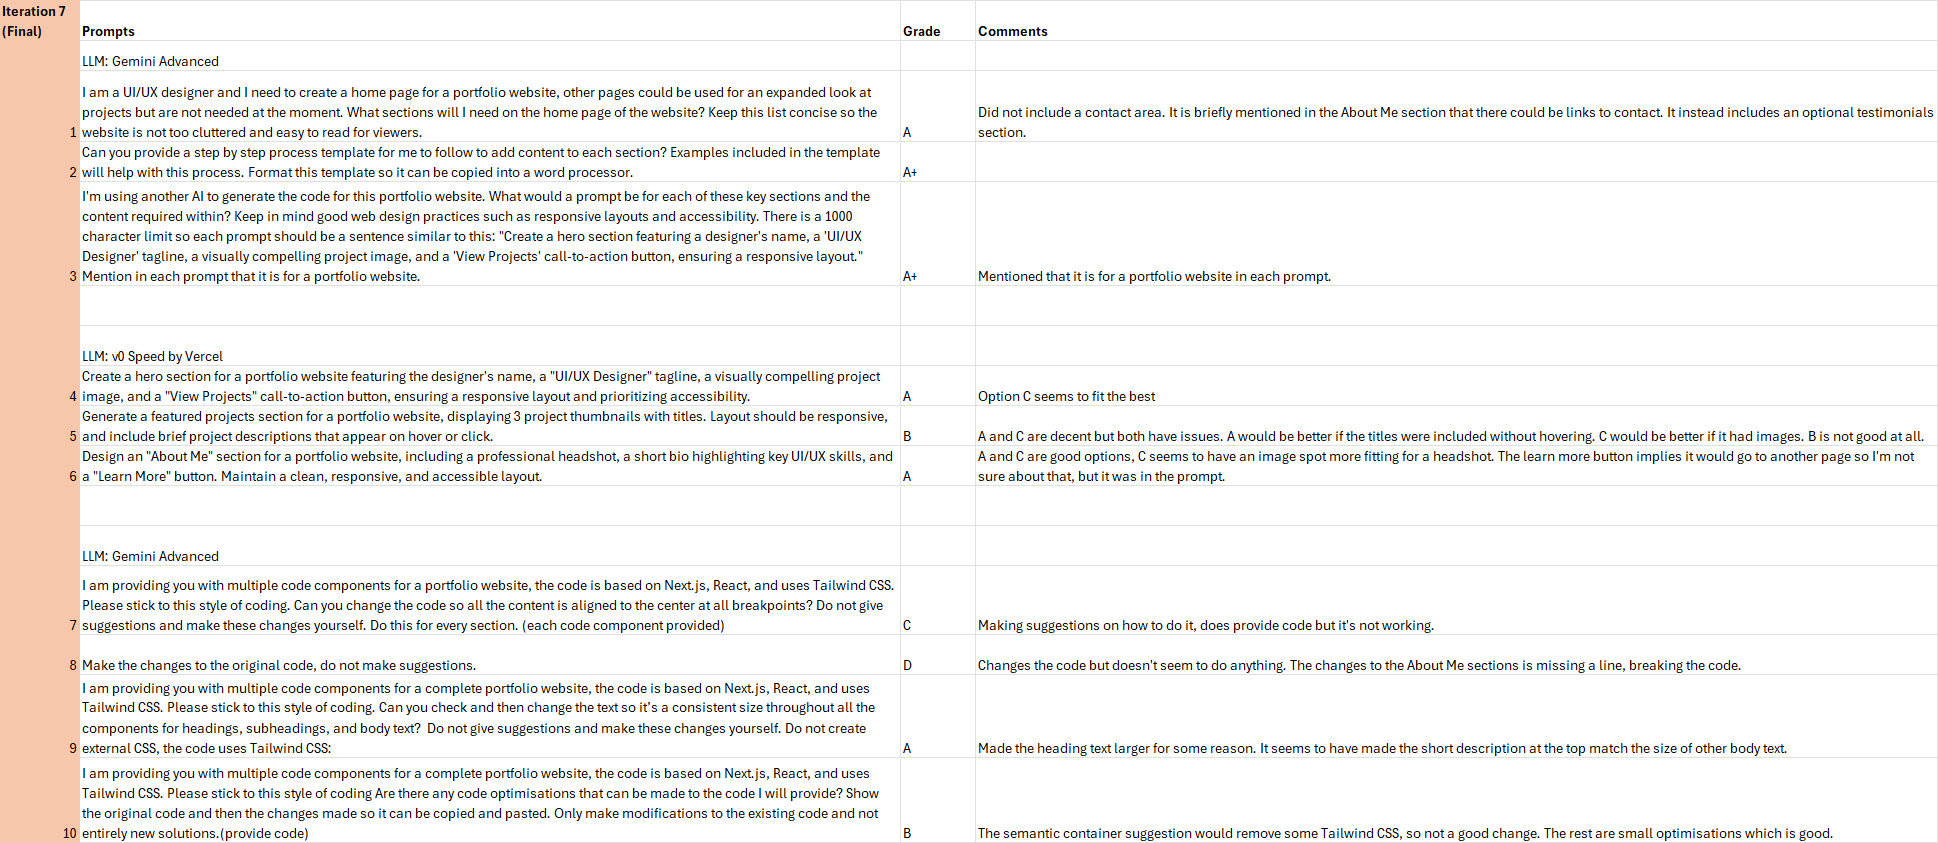 Iteration 7
(Final)
Prompts
Grade
Comments
LLM: Gemini Advanced
1
I am a UI/UX designer and I need to create a home page for a portfolio website, other pages could be used for an expanded look at
projects but are not needed at the moment. What sections will I need on the home page of the website? Keep this list concise so the
website is not too cluttered and easy to read for viewers.
A
Did not include a contact area. It is briefly mentioned in the About Me section that there could be links to contact. It instead includes an optional testimonials
section.
2
Can you provide a step by step process template for me to follow to add content to each section? Examples included in the template
will help with this process. Format this template so it can be copied into a word processor.
A+
3
I'm using another AI to generate the code for this portfolio website. What would a prompt be for each of these key sections and the
content required within? Keep in mind good web design practices such as responsive layouts and accessibility. There is a 1000
character limit so each prompt should be a sentence similar to this: "Create a hero section featuring a designer's name, a 'UI/UX
Designer' tagline, a visually compelling project image, and a 'View Projects' call-to-action button, ensuring a responsive layout."
Mention in each prompt that it is for a portfolio website.
A+
Mentioned that it is for a portfolio website in each prompt.
LLM: v0 Speed by Vercel
4
Create a hero section for a portfolio website featuring the designer's name, a "UI/UX Designer" tagline, a visually compelling project
image, and a "View Projects" call-to-action button, ensuring a responsive layout and prioritizing accessibility.
A
Option C seems to fit the best
5
Generate a featured projects section for a portfolio website, displaying 3 project thumbnails with titles. Layout should be responsive,
and include brief project descriptions that appear on hover or click.
B
A and C are decent but both have issues. A would be better if the titles were included without hovering. C would be better if it had images. B is not good at all.
6
Design an "About Me" section for a portfolio website, including a professional headshot, a short bio highlighting key UI/UX skills, and
a "Learn More" button. Maintain a clean, responsive, and accessible layout.
A
A and C are good options, C seems to have an image spot more fitting for a headshot. The learn more button implies it would go to another page so I'm not
sure about that, but it was in the prompt.
LLM: Gemini Advanced
7
I am providing you with multiple code components for a portfolio website, the code is based on Next.js, React, and uses Tailwind CSS.
Please stick to this style of coding. Can you change the code so all the content is aligned to the center at all breakpoints? Do not give
suggestions and make these changes yourself. Do this for every section. (each code component provided)
C
Making suggestions on how to do it, does provide code but it's not working.
8
Make the changes to the original code, do not make suggestions.
D
Changes the code but doesn't seem to do anything. The changes to the About Me sections is missing a line, breaking the code.
9
I am providing you with multiple code components for a complete portfolio website, the code is based on Next.js, React, and uses
Tailwind CSS. Please stick to this style of coding. Can you check and then change the text so it's a consistent size throughout all the
components for headings, subheadings, and body text?  Do not give suggestions and make these changes yourself. Do not create
external CSS, the code uses Tailwind CSS:
A
Made the heading text larger for some reason. It seems to have made the short description at the top match the size of other body text.
10
I am providing you with multiple code components for a complete portfolio website, the code is based on Next.js, React, and uses
Tailwind CSS. Please stick to this style of coding Are there any code optimisations that can be made to the code I will provide? Show
the original code and then the changes made so it can be copied and pasted. Only make modifications to the existing code and not
entirely new solutions.(provide code)
B
The semantic container suggestion would remove some Tailwind CSS, so not a good change. The rest are small optimisations which is good.